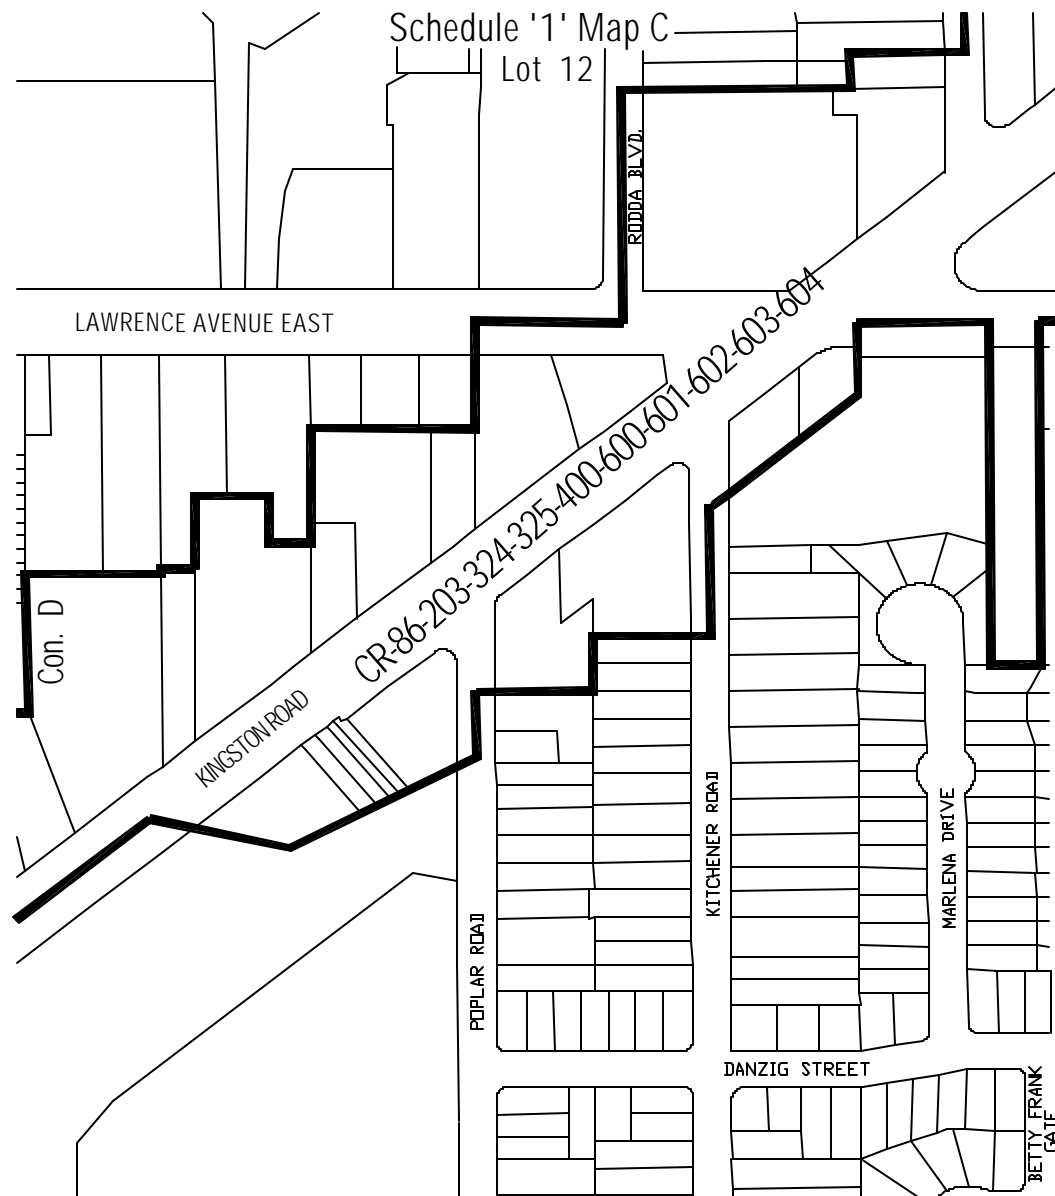 Schedule '1' Map C
Lot 12
RODDA BLVD.
LAWRENCE AVENUE EAST
CR-86-203-324-325-400-600-601-602-603-604
Con. D
KINGSTON ROAD
KITCHENER ROAD
MARLENA DRIVE
POPLAR ROAD
DANZIG STREET
BETTY FRANK
GATE